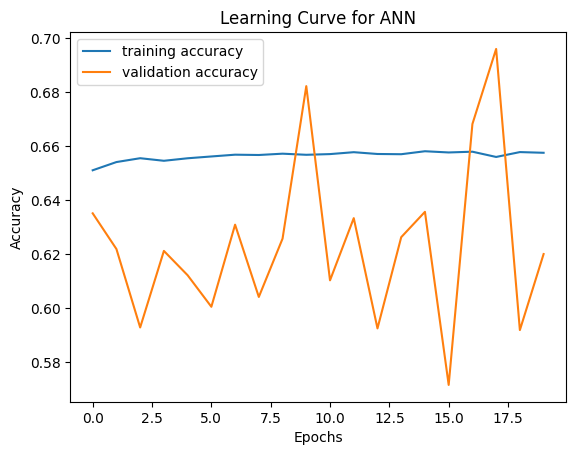 Learning Curve for ANN
training accuracy
validation accuracy
0.70
0.68
0.66
0.64
0.62
0.60
0.58
Accuracy
0.0 2.5 5.0 7.5 10.0 12.5 15.0 17.5
Epochs